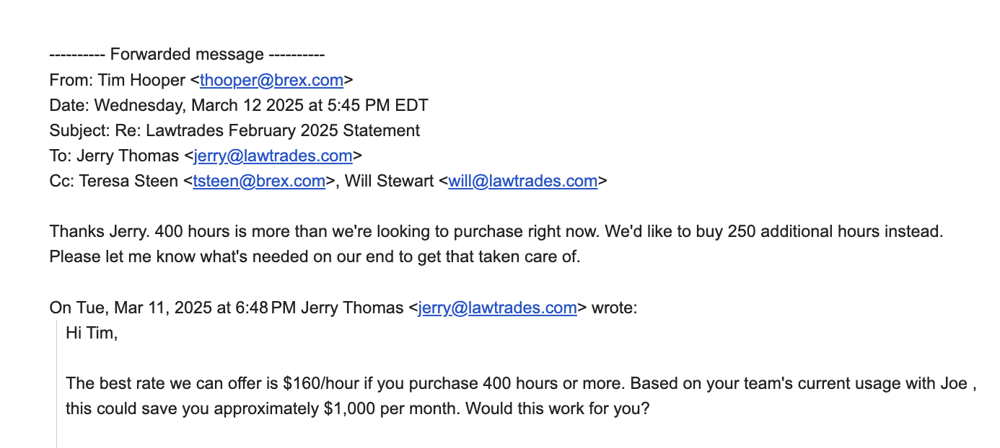 ---------- Forwarded message ----------
From: Tim Hooper <thooper@brex.com>
Date: Wednesday, March 12 2025 at 5:45 PM EDT
Subject: Re: Lawtrades February 2025 Statement
To: Jerry Thomas <jerry@lawtrades.com>
Cc: Teresa Steen <tsteen@brex.com>, Will Stewart <will@lawtrades.com>
Thanks Jerry. 400 hours is more than we're looking to purchase right now. We'd like to buy 250 additional hours instead.
Please let me know what's needed on our end to get that taken care of.
On Tue, Mar 11, 2025 at 6:48 PM Jerry Thomas <jerry@lawtrades.com> wrote:
Hi Tim,
The best rate we can offer is $160/hour if you purchase 400 hours or more. Based on your team's current usage with Joe ,
this could save you approximately $1,000 per month. Would this work for you?